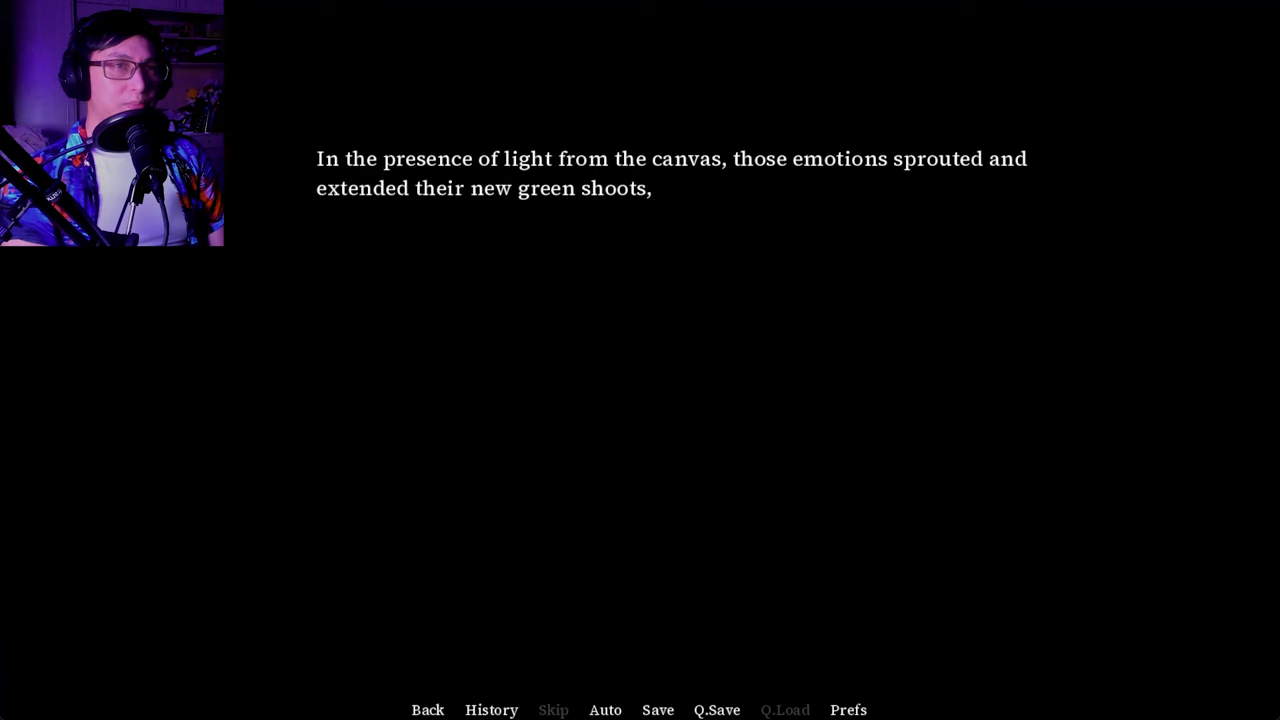 In the presence of light from the canvas, those emotions sprouted and
extended their new green shoots,
Back History Skip Auto Save Q.Save Q.Load Prefs